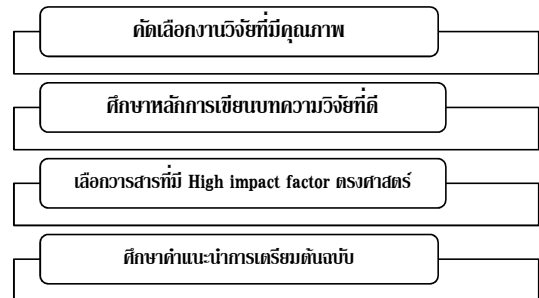 คัดเลือกงานวิจัยที่มีคุณภาพ
ศึกษาหลักการเขียนบทความวิจัยที่ดี
เลือกวารสารที่มี High impact factor ตรงศาสตร์
ศึกษาคำแนะนำการเตรียมต้นฉบับ